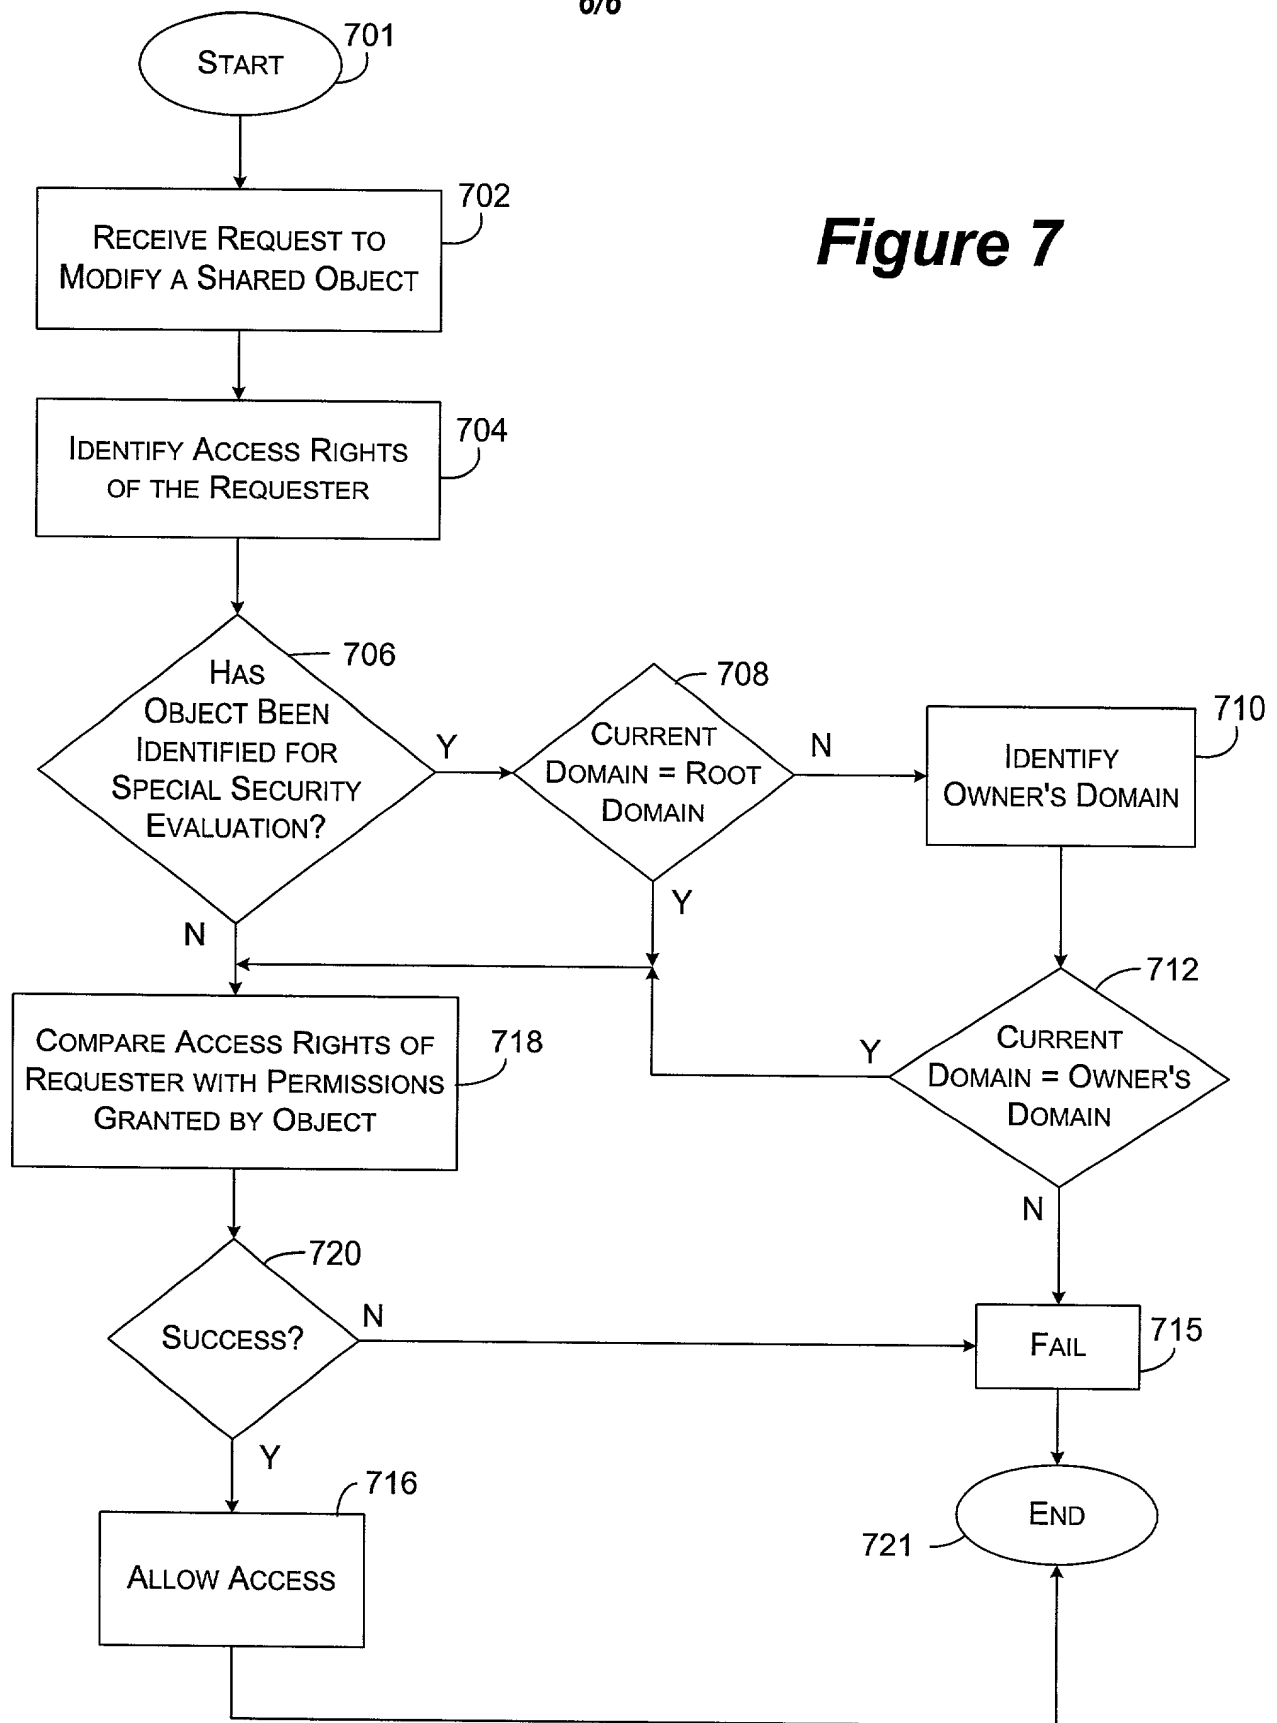 6/6
701
START
702
RECEIVE REQUEST TO
MODIFY A SHARED OBJECT
Figure 7
704
IDENTIFY ACCESS RIGHTS
OF THE REQUESTER
706
HAS
OBJECT BEEN
IDENTIFIED FOR
SPECIAL SECURITY
EVALUATION?
Y
N
708
CURRENT
DOMAIN = ROOT
DOMAIN
N
Y
710
IDENTIFY
OWNER'S DOMAIN
712
CURRENT
DOMAIN = OWNER'S
DOMAIN
Y
N
718
COMPARE ACCESS RIGHTS OF
REQUESTER WITH PERMISSIONS
GRANTED BY OBJECT
720
SUCCESS?
N
Y
715
FAIL
716
ALLOW ACCESS
END
721